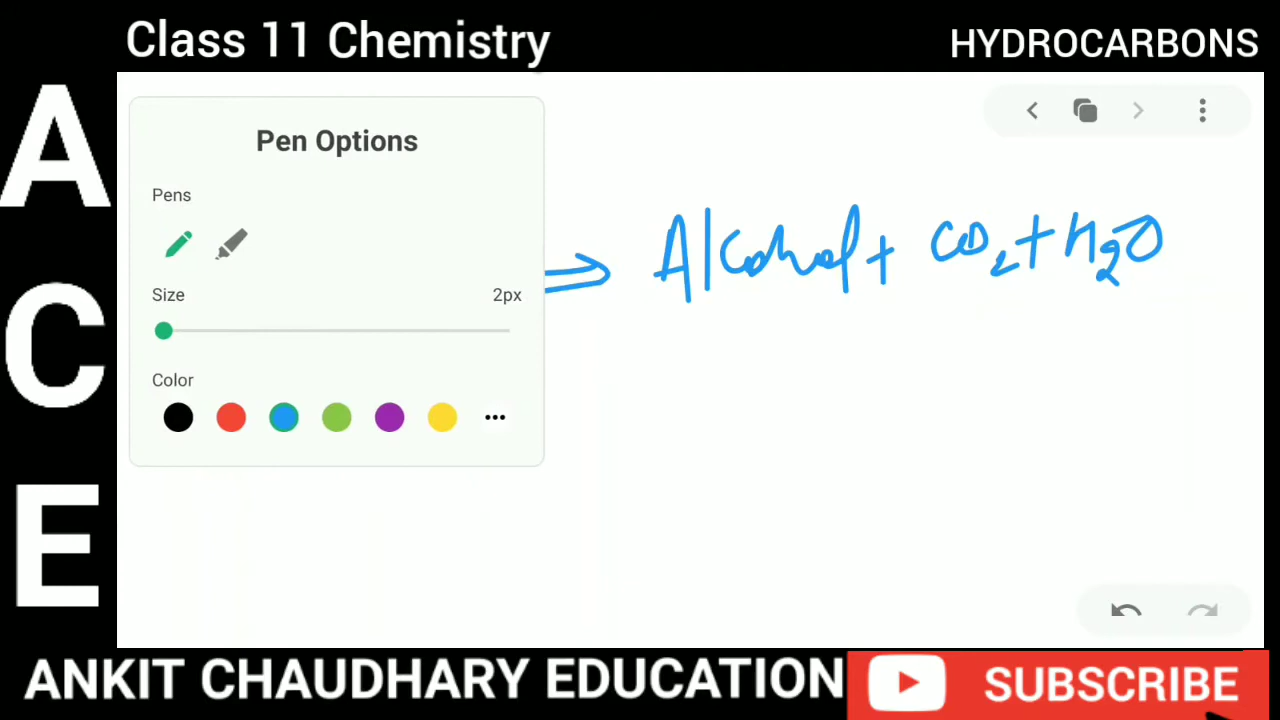 Class 11 Chemistry
HYDROCARBONS
A
C
E
Pen Options
Pens
Size 2px
Color
⇒ Alcohol + CO2 + H2O
ANKIT CHAUDHARY EDUCATION
SUBSCRIBE